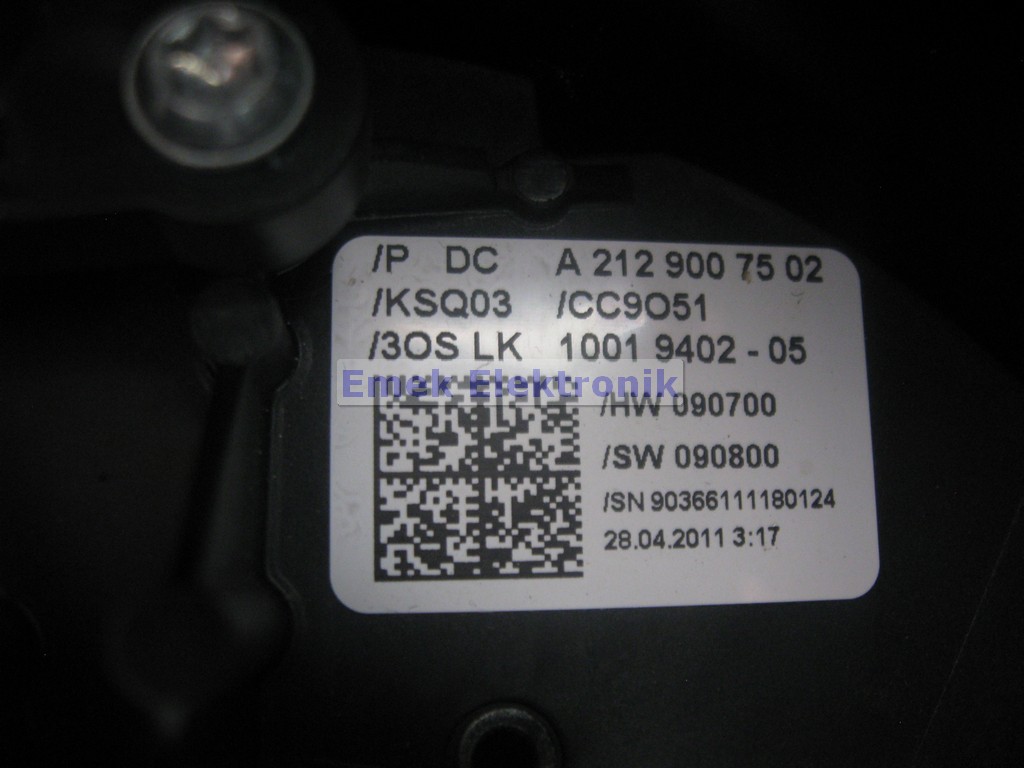 /P DC A 212 900 75 02
/KSQ03 /CC9O51
/3OS LK 1001 9402 - 05
Emek Elektronik
/HW 090700
/SW 090800
/SN 90366111180124
28.04.2011 3:17